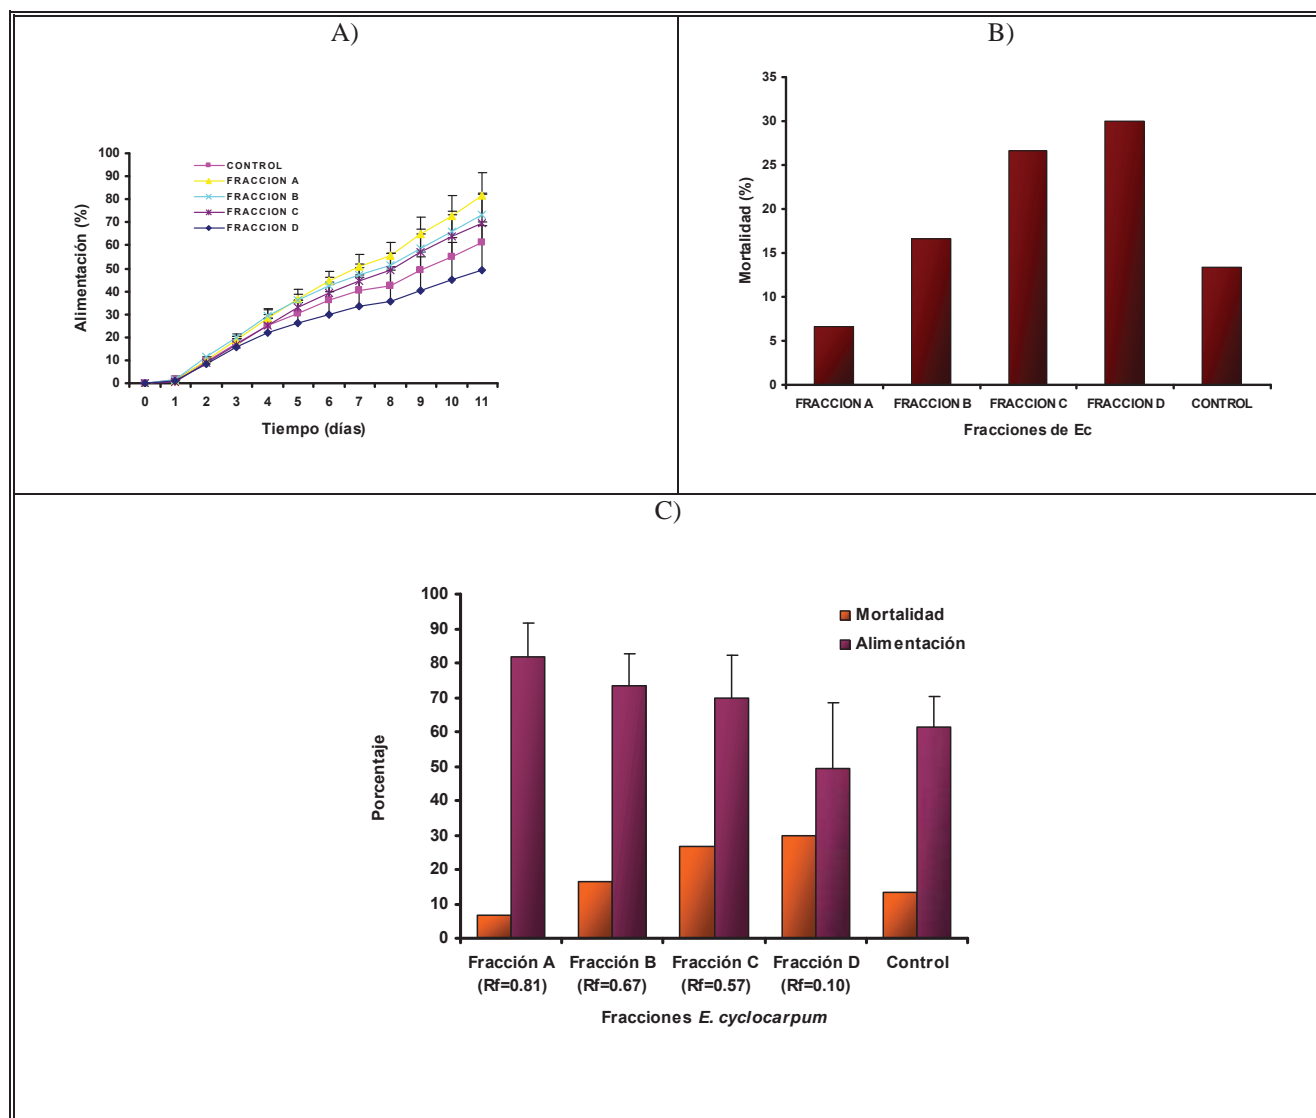 A)
100
90
80
70
60
50
40
30
20
10
0
Alimentación (%)
CONTROL
FRACCION A
FRACCION B
FRACCION C
FRACCION D
0 1 2 3 4 5 6 7 8 9 10 11
Tiempo (días)
B)
35
30
25
20
15
10
5
0
Mortalidad (%)
FRACCION A FRACCION B FRACCION C FRACCION D CONTROL
Fracciones de Ec
C)
100
90
80
70
60
50
40
30
20
10
0
Porcentaje
Mortalidad
Alimentación
Fracción A Fracción B Fracción C Fracción D Control
(Rf=0.81) (Rf=0.67) (Rf=0.57) (Rf=0.10)
Fracciones E. cyclocarpum